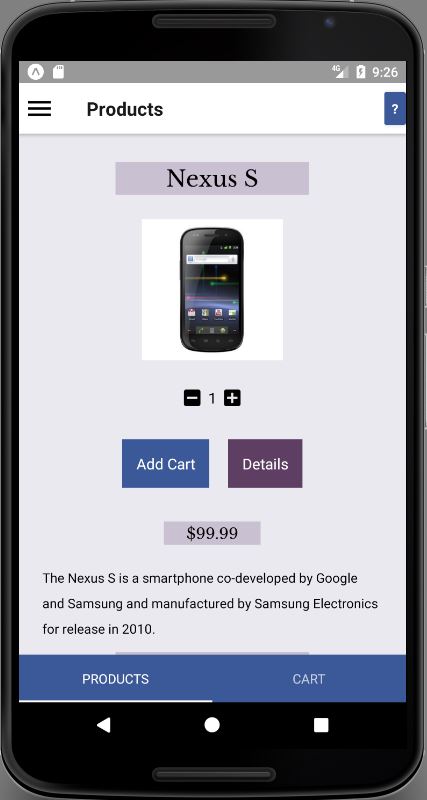 4G 9:26
Products ?
Nexus S
1
Add Cart Details
$99.99
The Nexus S is a smartphone co-developed by Google
and Samsung and manufactured by Samsung Electronics
for release in 2010.
PRODUCTS CART